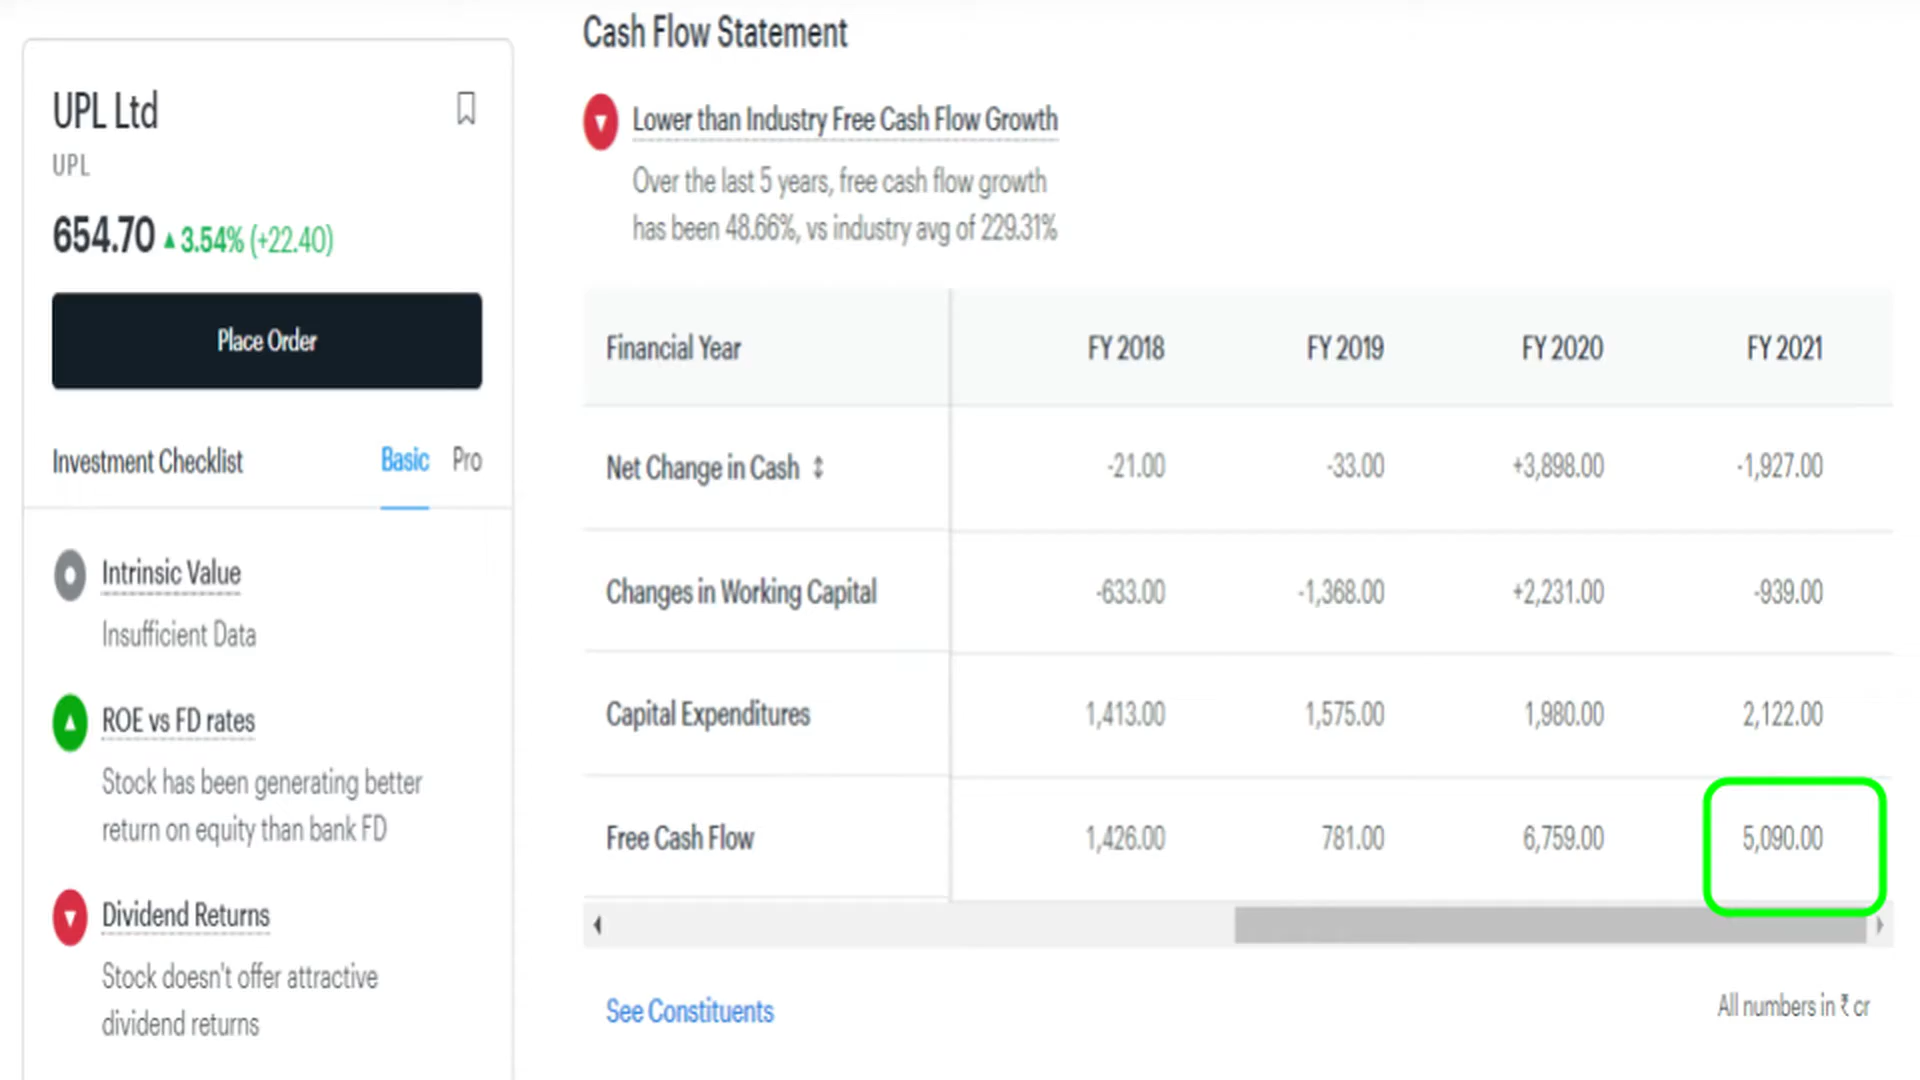 UPL Ltd
UPL
654.70 ▲ 3.54% (+22.40)
Place Order
Investment Checklist Basic Pro
Intrinsic Value
Insufficient Data
ROE vs FD rates
Stock has been generating better
return on equity than bank FD
Dividend Returns
Stock doesn't offer attractive
dividend returns
Cash Flow Statement
Lower than Industry Free Cash Flow Growth
Over the last 5 years, free cash flow growth
has been 48.66%, vs industry avg of 229.31%
Financial Year FY 2018 FY 2019 FY 2020 FY 2021
Net Change in Cash -21.00 -33.00 +3,898.00 -1,927.00
Changes in Working Capital -633.00 -1,368.00 +2,231.00 -939.00
Capital Expenditures 1,413.00 1,575.00 1,980.00 2,122.00
Free Cash Flow 1,426.00 781.00 6,759.00 5,090.00
See Constituents All numbers in ₹ cr